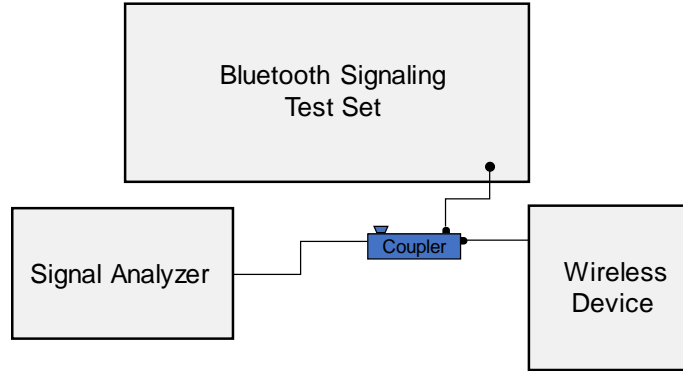 Bluetooth Signaling
Test Set
Coupler
Signal Analyzer
Wireless
Device